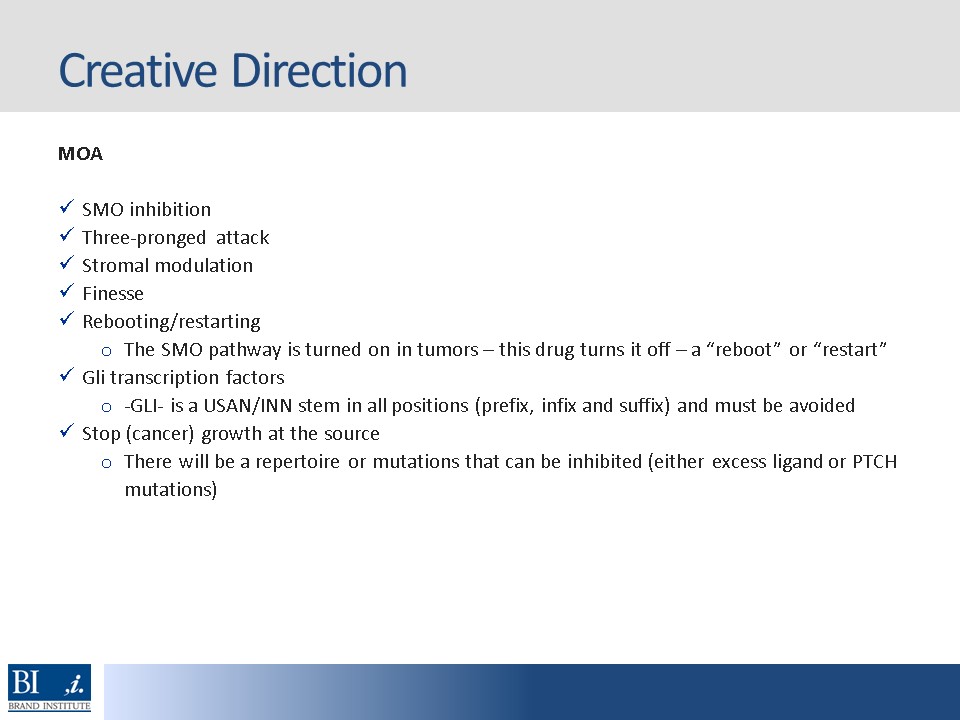 Creative Direction
MOA
✓ SMO inhibition
✓ Three-pronged attack
✓ Stromal modulation
✓ Finesse
✓ Rebooting/restarting
o The SMO pathway is turned on in tumors – this drug turns it off – a “reboot” or “restart”
✓ Gli transcription factors
o -GLI- is a USAN/INN stem in all positions (prefix, infix and suffix) and must be avoided
✓ Stop (cancer) growth at the source
o There will be a repertoire or mutations that can be inhibited (either excess ligand or PTCH
mutations)
BI ,i.
BRAND INSTITUTE